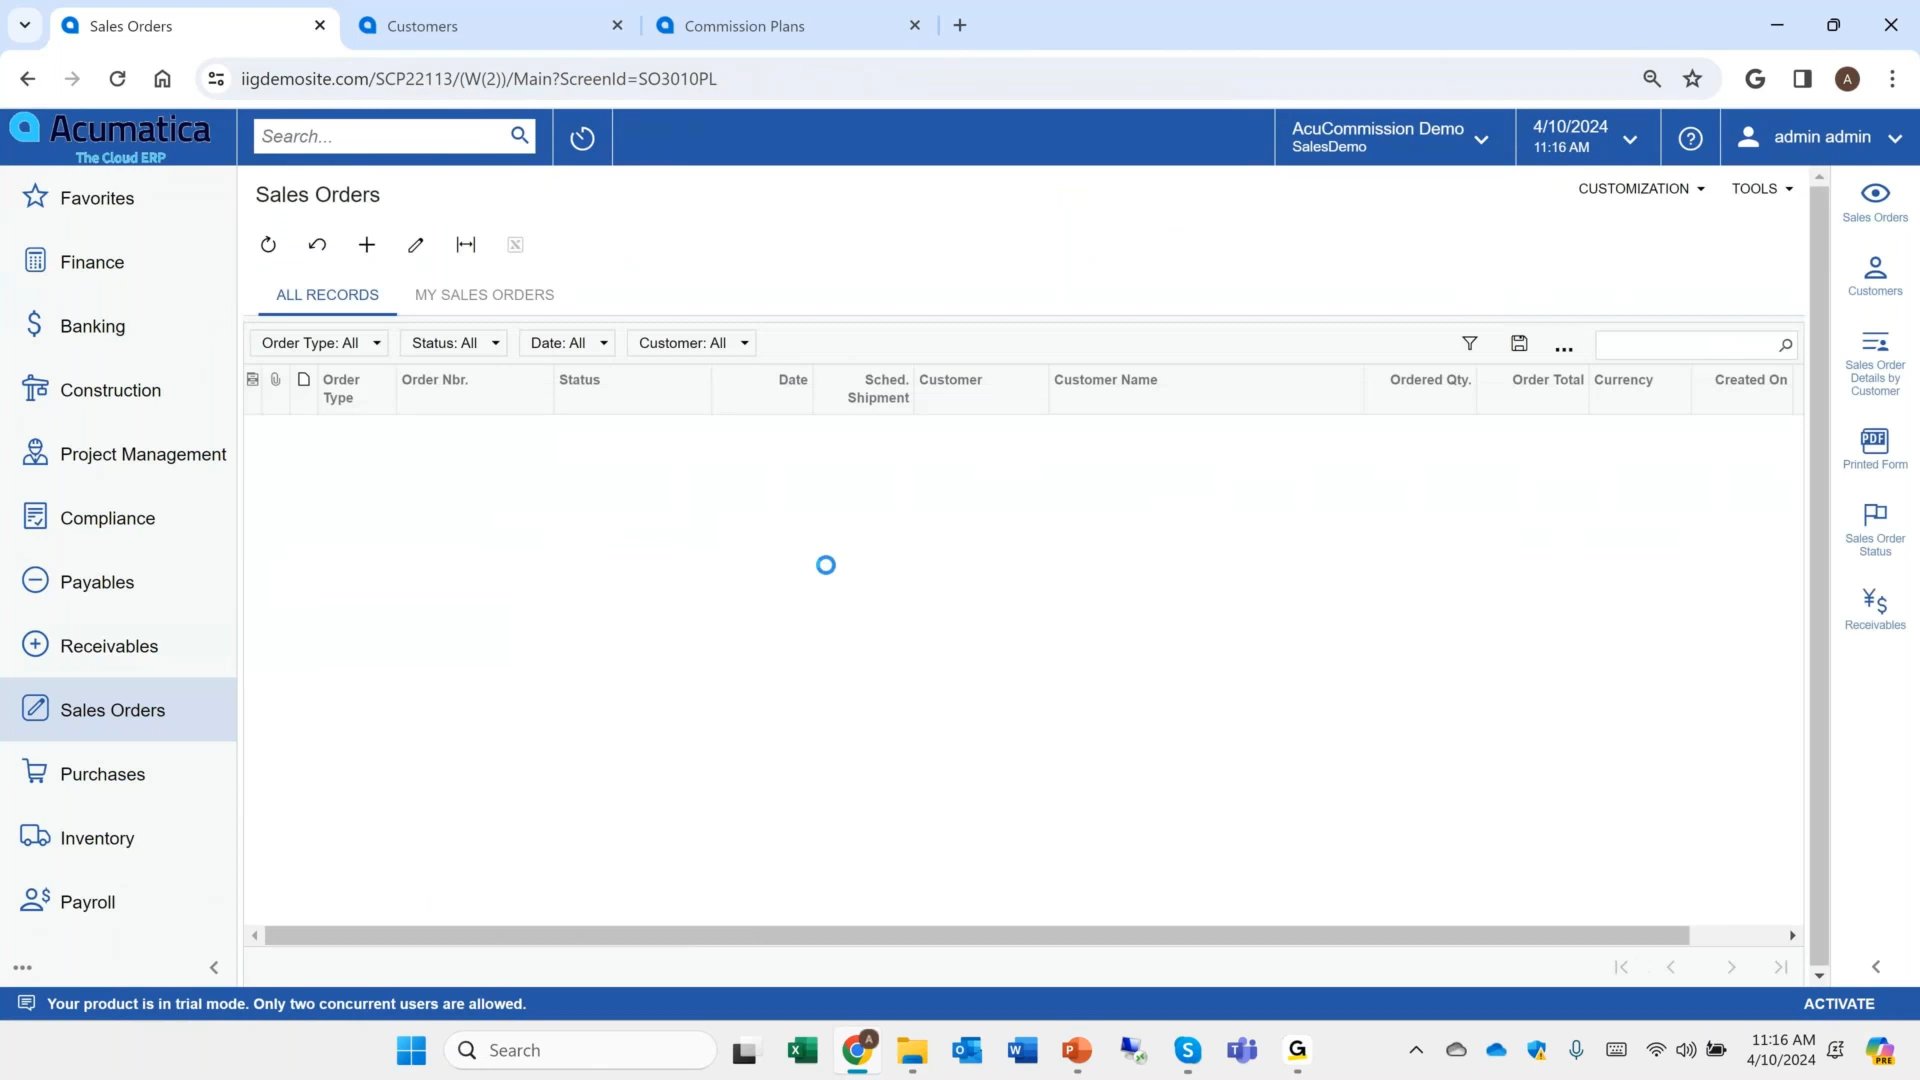 Sales Orders
Customers
Commission Plans
iigdemosite.com/SCP22113/(W(2))/Main?ScreenId=SO3010PL
A
Acumatica
The Cloud ERP
Search...
AcuCommission Demo
SalesDemo
4/10/2024
11:16 AM
admin admin
Favorites
Finance
Banking
Construction
Project Management
Compliance
Payables
Receivables
Sales Orders
Purchases
Inventory
Payroll
Sales Orders
CUSTOMIZATION
TOOLS
ALL RECORDS
MY SALES ORDERS
Order Type: All
Status: All
Date: All
Customer: All
Order Type
Order Nbr.
Status
Date
Sched. Shipment
Customer
Customer Name
Ordered Qty.
Order Total
Currency
Created On
Sales Orders
Customers
Sales Order
Details by
Customer
PDF
Printed Form
Sales Order
Status
Receivables
Your product is in trial mode. Only two concurrent users are allowed.
ACTIVATE
Search
11:16 AM
4/10/2024
PRE